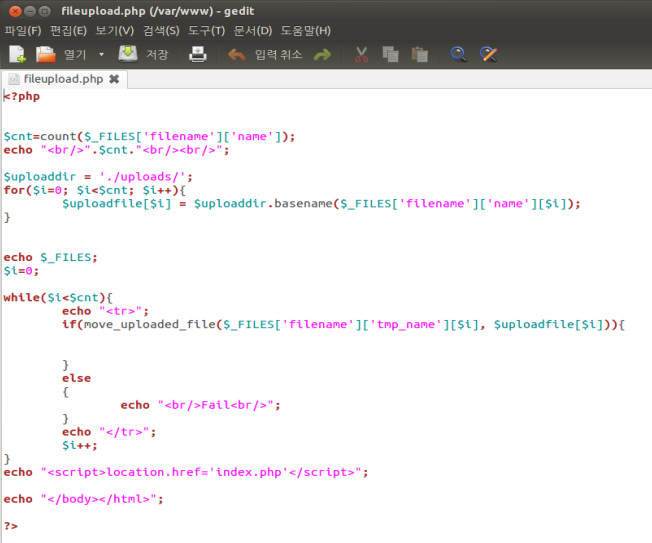 fileupload.php (/var/www) - gedit
파일(F) 편집(E) 보기(V) 검색(S) 도구(T) 문서(D) 도움말(H)
열기 저장 입력 취소
fileupload.php
<?php
$cnt=count($_FILES['filename']['name']);
echo "<br/>".$cnt."<br/><br/>";
$uploaddir = './uploads/';
for($i=0; $i<$cnt; $i++){
        $uploadfile[$i] = $uploaddir.basename($_FILES['filename']['name'][$i]);
}
echo $_FILES;
$i=0;
while($i<$cnt){
        echo "<tr>";
        if(move_uploaded_file($_FILES['filename']['tmp_name'][$i], $uploadfile[$i])){
        }
        else
        {
                echo "<br/>Fail<br/>";
        }
        echo "</tr>";
        $i++;
}
echo "<script>location.href='index.php'</script>";
echo "</body></html>";
?>